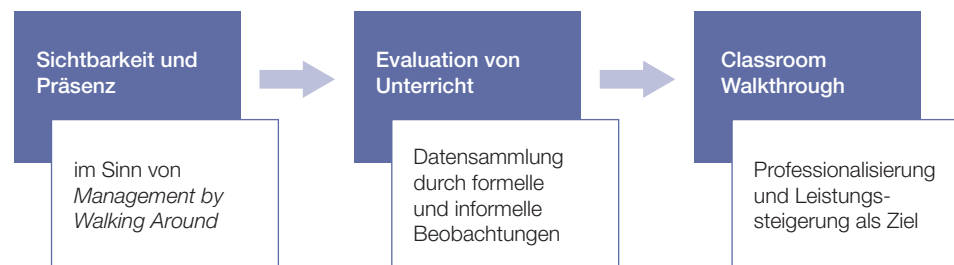 Sichtbarkeit und
Präsenz
im Sinn von
Management by
Walking Around
Evaluation von
Unterricht
Datensammlung
durch formelle
und informelle
Beobachtungen
Classroom
Walkthrough
Professionalisierung
und Leistungs-
steigerung als Ziel